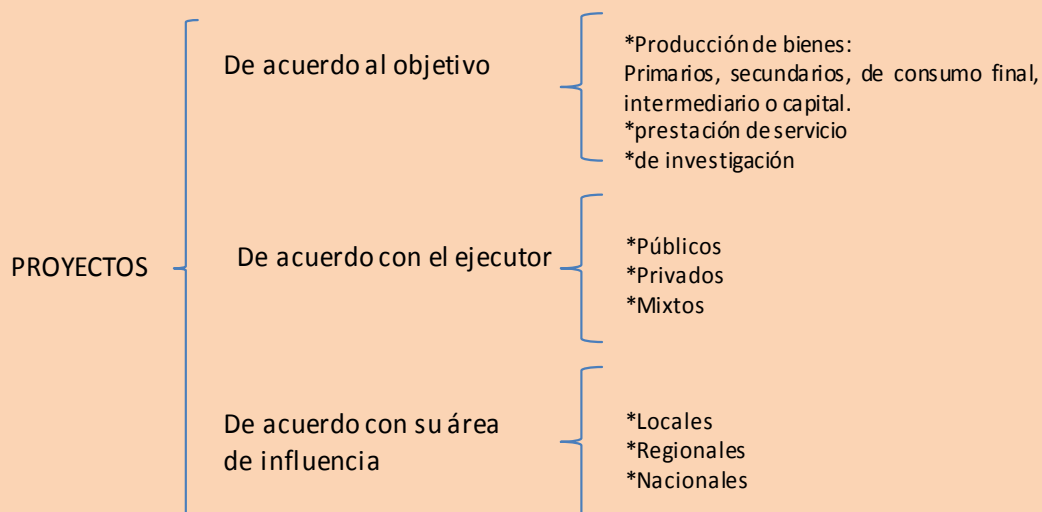 De acuerdo al objetivo
*Producción de bienes:
Primarios, secundarios, de consumo final,
intermediario o capital.
*prestación de servicio
*de investigación
PROYECTOS
De acuerdo con el ejecutor
*Públicos
*Privados
*Mixtos
De acuerdo con su área
de influencia
*Locales
*Regionales
*Nacionales